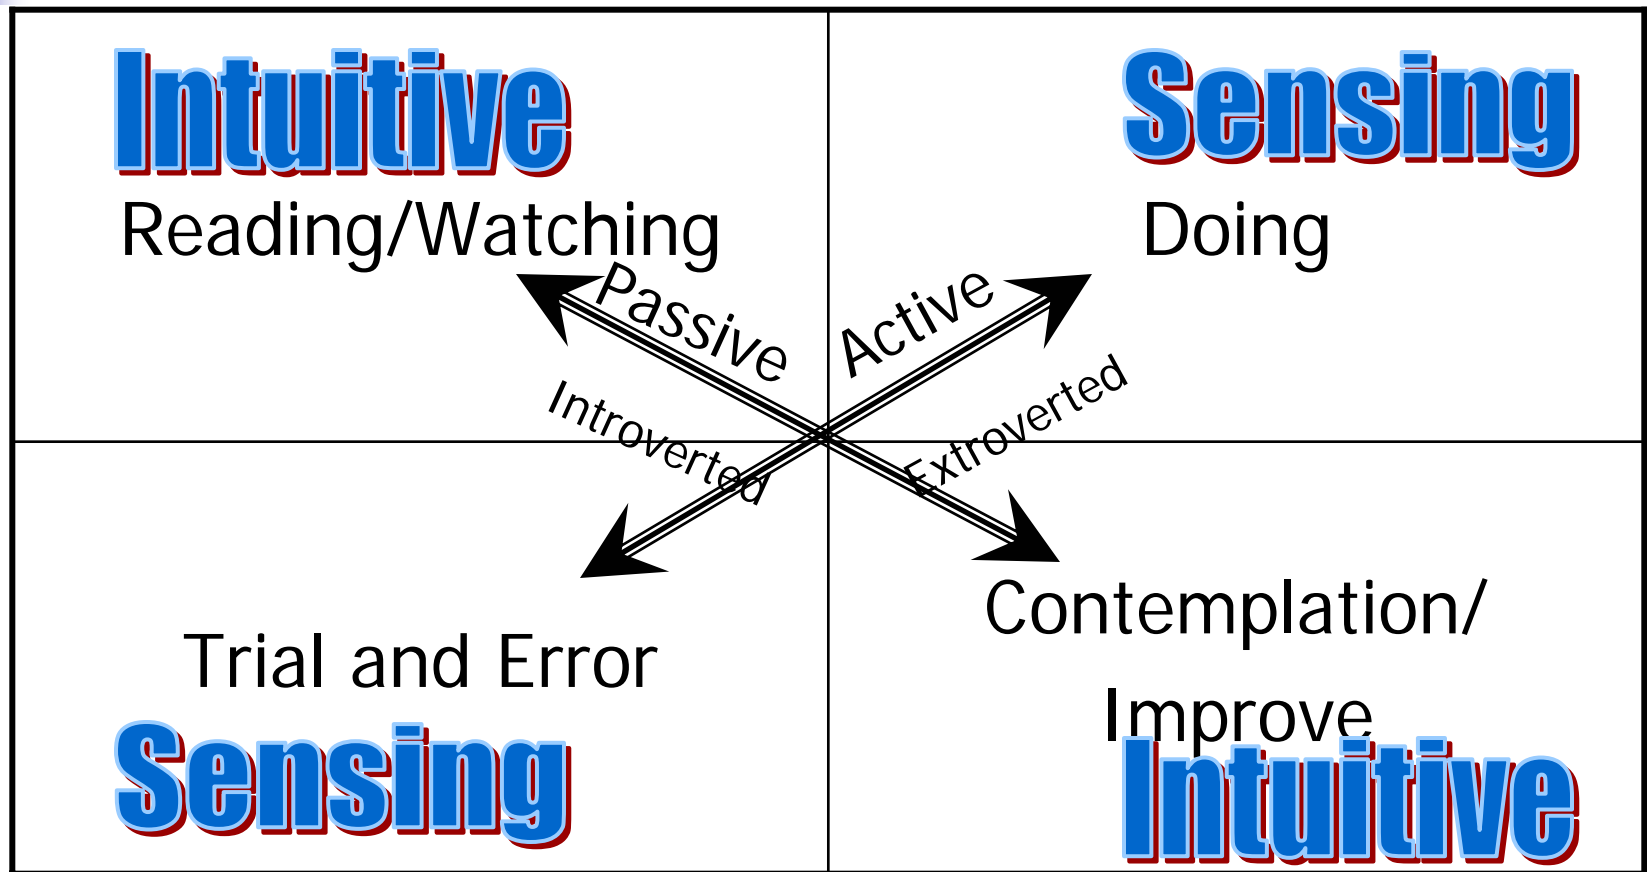 Intuitive
Sensing
Reading/Watching
Doing
Passive
Active
Introverted
Extroverted
Trial and Error
Contemplation/
Improve
Sensing
Intuitive